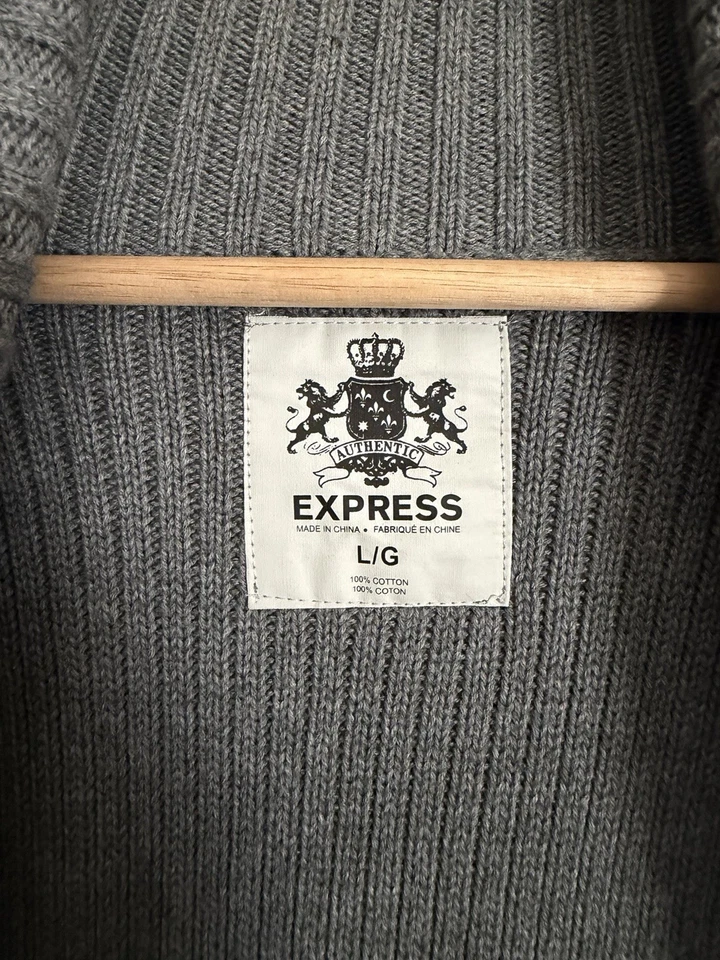 AUTHENTIC
EXPRESS
MADE IN CHINA • FABRIQUÉ EN CHINE
L/G
100% COTTON
100% COTON